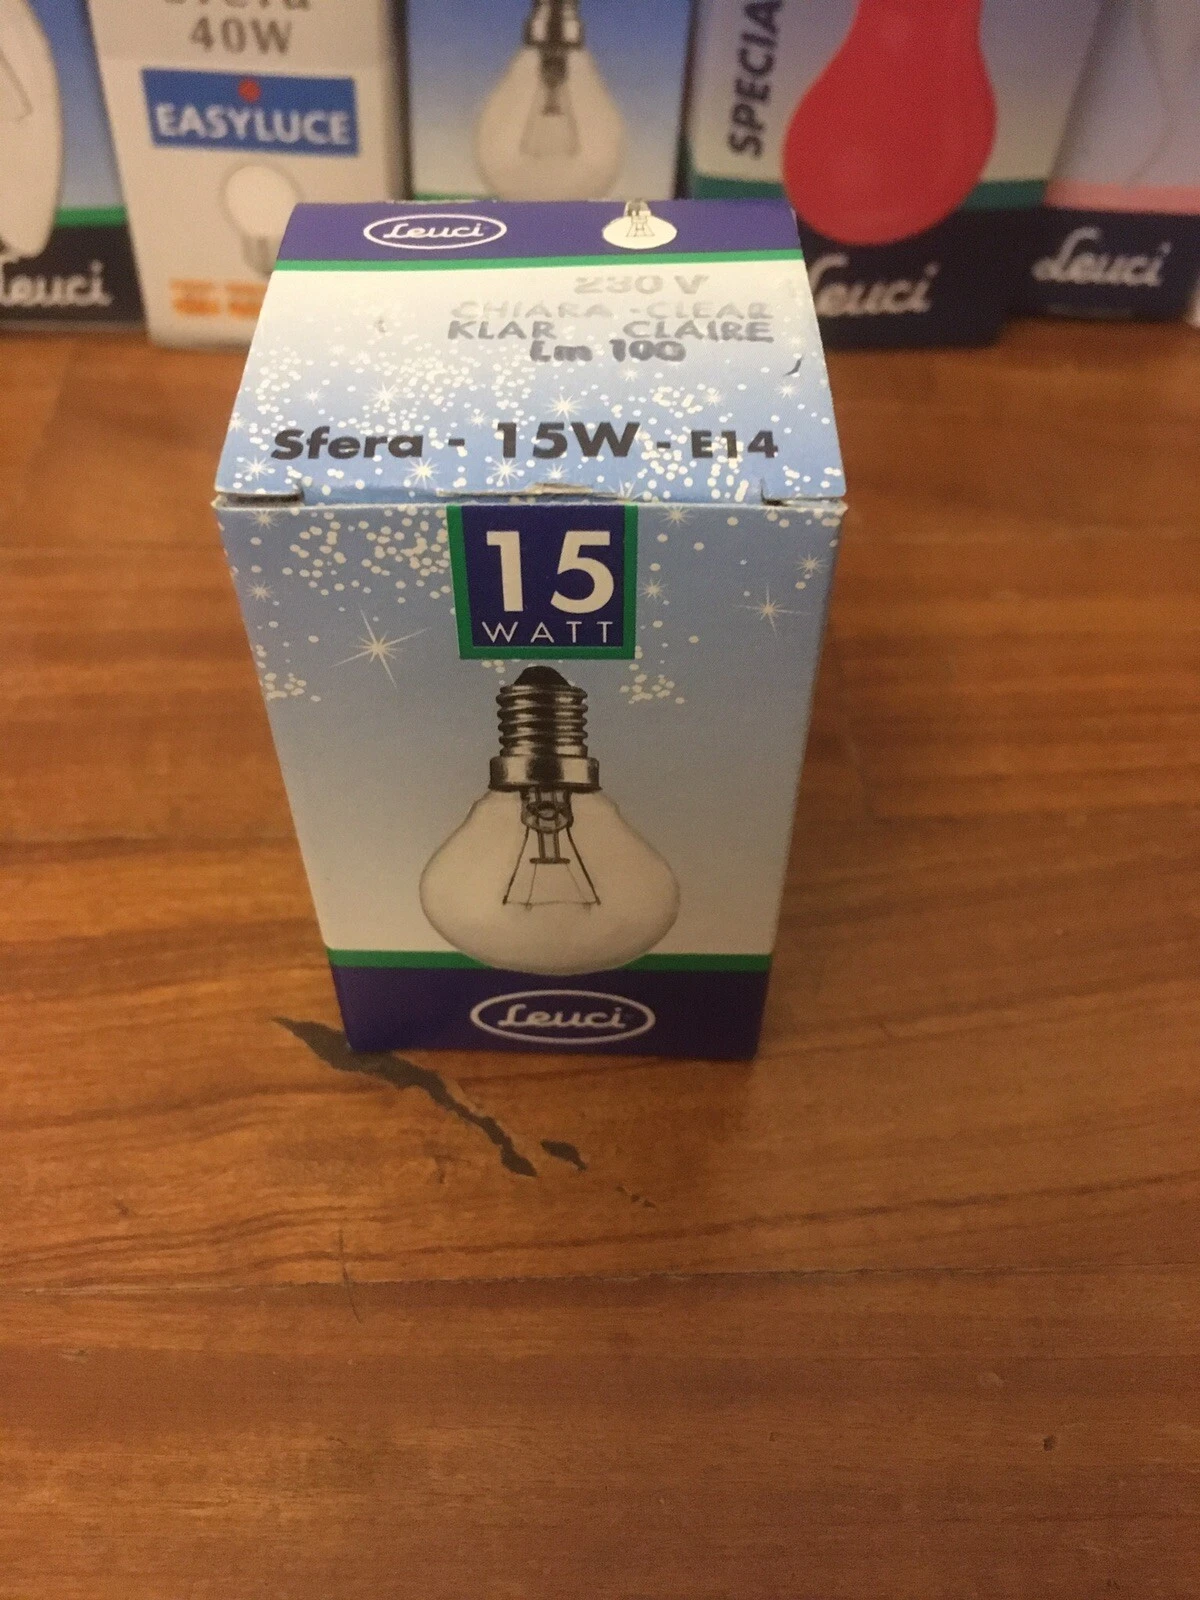 40W
EASYLUCE
SPECIA
Leuci
Leuci
Leuci
Leuci
230 V
CHIARA - CLEAR
KLAR CLAIRE
Lm 100
Sfera - 15W - E14
15
WATT
Leuci